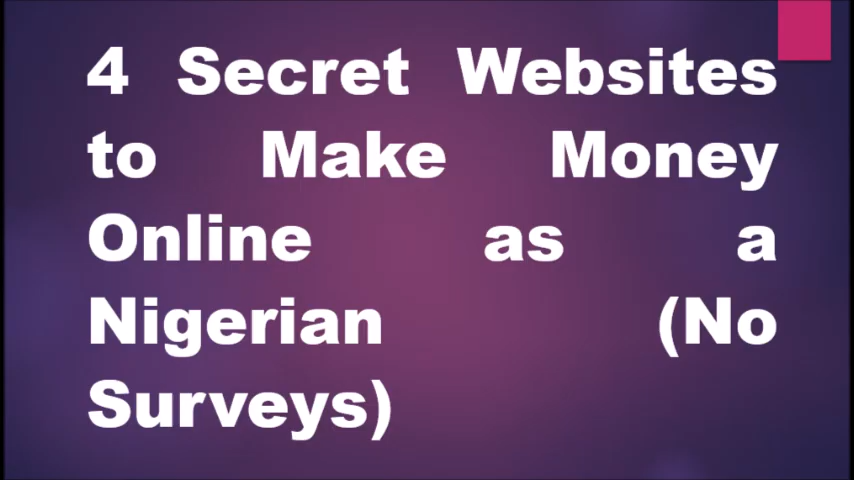 4 Secret Websites
to Make Money
Online as a
Nigerian (No
Surveys)